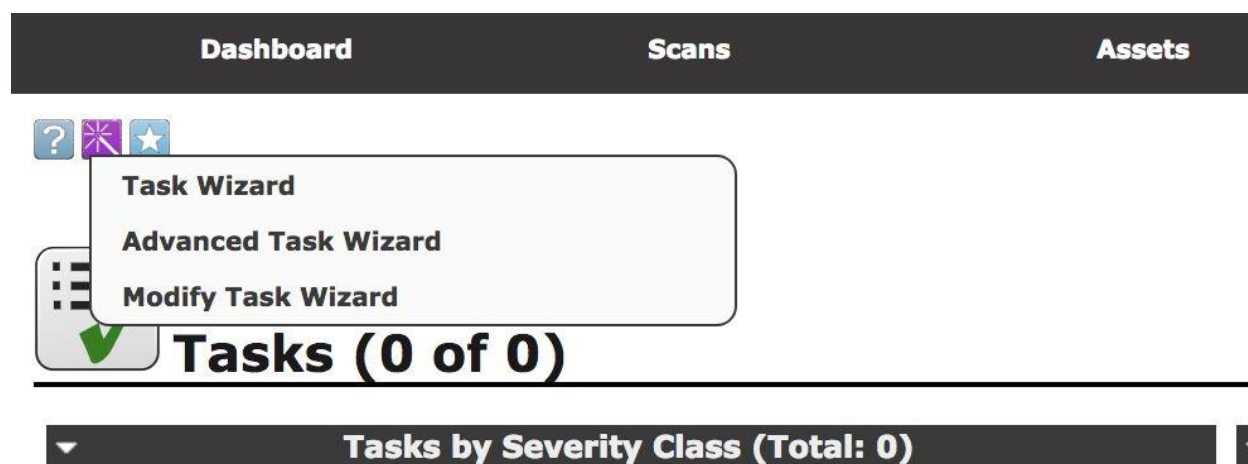 Dashboard Scans Assets
?
Task Wizard
Advanced Task Wizard
Modify Task Wizard
Tasks (0 of 0)
Tasks by Severity Class (Total: 0)